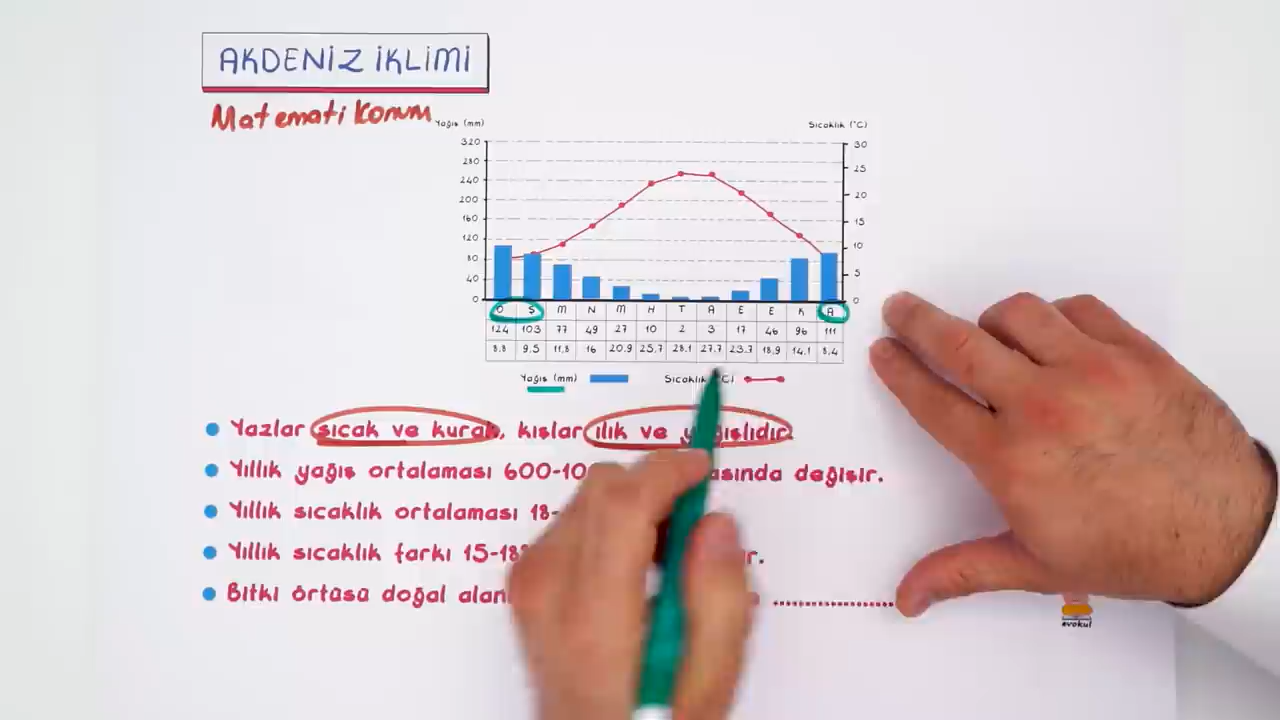 AKDENİZ İKLİMİ
Matemati Konum
Yağış (mm)
Sıcaklık (°C)
320
280
240
200
160
120
80
40
0
30
25
20
15
10
5
0
O Ş M N M H T A E E K A
124 103 77 49 27 10 2 3 17 46 96 111
8.8 9.5 11,8 16 20.9 25.7 28.1 27.7 23.7 18.9 14.1 8,4
Yağış (mm) Sıcaklık °C)
Yazlar sıcak ve kurak, kışlar ılık ve yağışlıdır.
Yıllık yağış ortalaması 600-10 asında değişir.
Yıllık sıcaklık ortalaması 18-
Yıllık sıcaklık farkı 15-18 r.
Bitki örtüsü doğal alan ....................
evokul